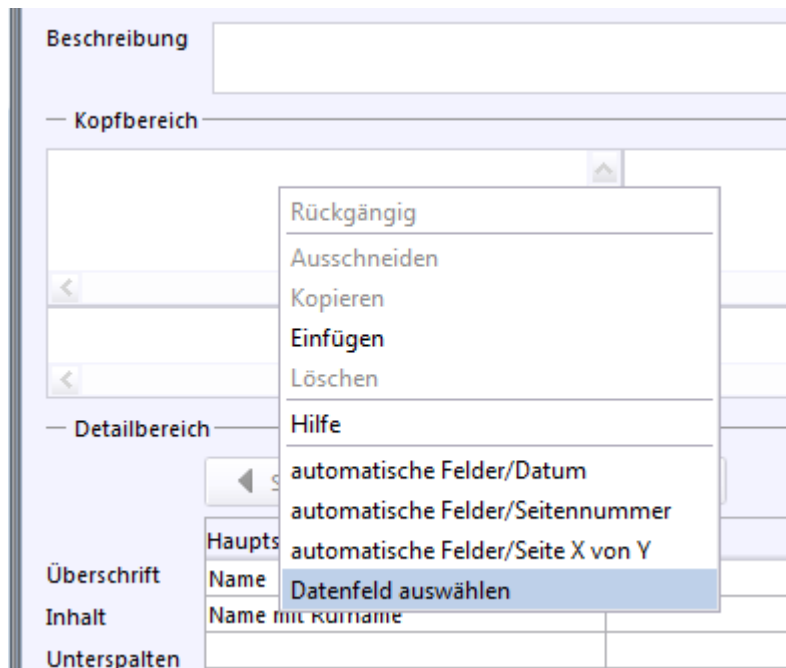 Beschreibung
Kopfbereich
Rückgängig
Ausschneiden
Kopieren
Einfügen
Löschen
Hilfe
automatische Felder/Datum
automatische Felder/Seitennummer
automatische Felder/Seite X von Y
Datenfeld auswählen
Detailbereich
Haupts
Überschrift
Name
Inhalt
Name mit Rufname
Unterspalten